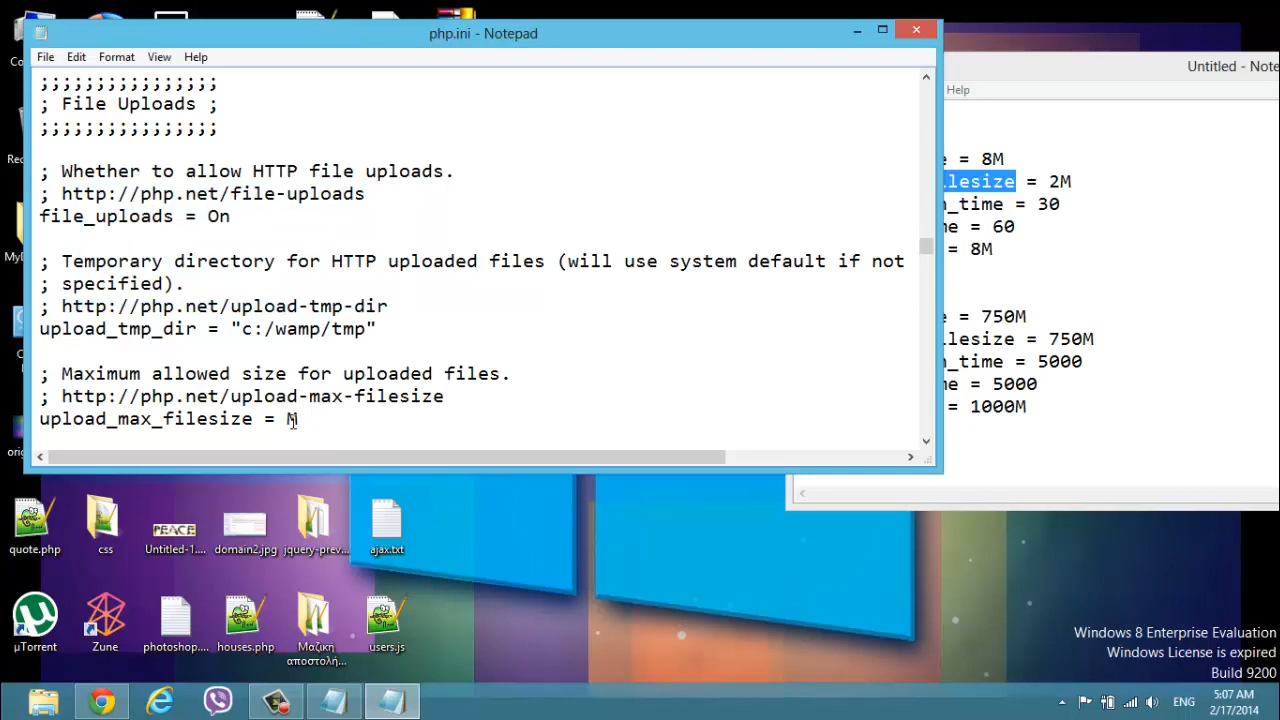 php.ini - Notepad
File Edit Format View Help
;;;;;;;;;;;;;;;;
; File Uploads ;
;;;;;;;;;;;;;;;;
; Whether to allow HTTP file uploads.
; http://php.net/file-uploads
file_uploads = On
; Temporary directory for HTTP uploaded files (will use system default if not
; specified).
; http://php.net/upload-tmp-dir
upload_tmp_dir = "c:/wamp/tmp"
; Maximum allowed size for uploaded files.
; http://php.net/upload-max-filesize
upload_max_filesize = M
Untitled - Note
Help
e = 8M
ilesize = 2M
n_time = 30
me = 60
= 8M
e = 750M
ilesize = 750M
n_time = 5000
me = 5000
= 1000M
quote.php
css
Untitled-1....
domain2.jpg
jquery-prev...
ajax.txt
µTorrent
Zune
photoshop....
houses.php
Μαζική
αποστολή...
users.js
PEACE
Windows 8 Enterprise Evaluation
Windows License is expired
Build 9200
ENG
5:07 AM
2/17/2014